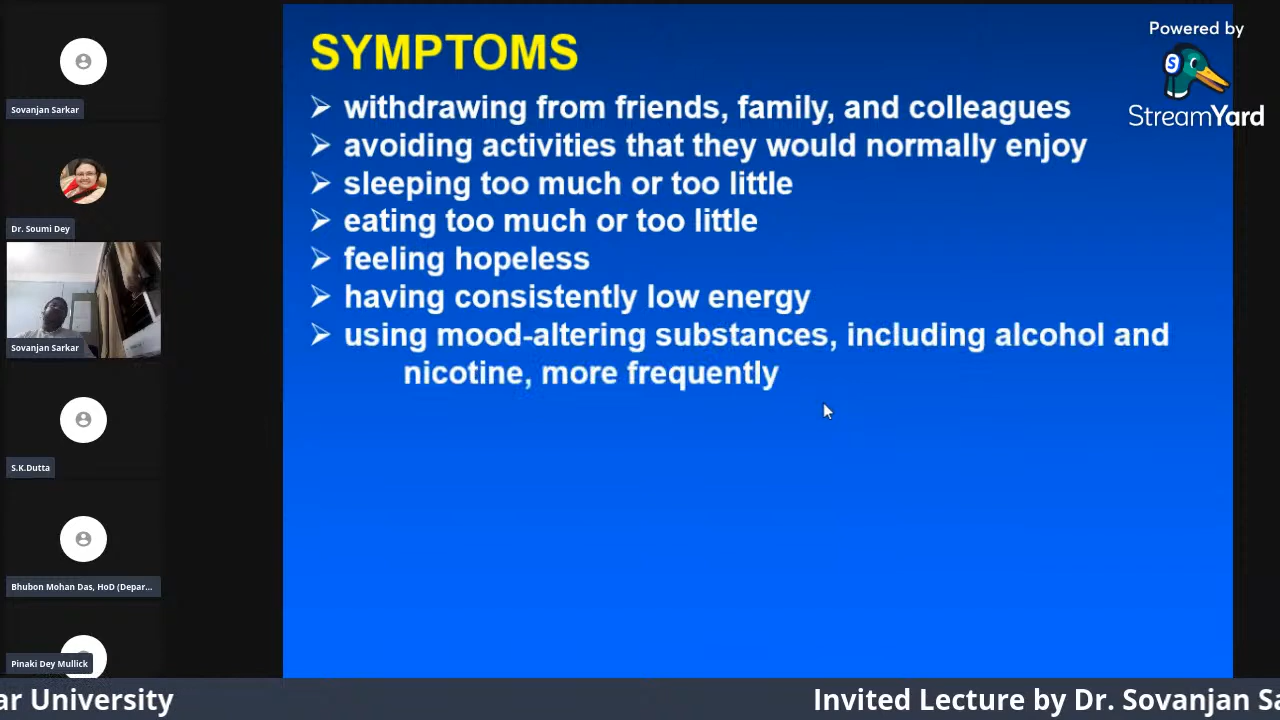 Sovanjan Sarkar
Dr. Soumi Dey
Sovanjan Sarkar
S.K.Dutta
Bhubon Mohan Das, HoD (Depar...
Pinaki Dey Mullick
SYMPTOMS
➢ withdrawing from friends, family, and colleagues
➢ avoiding activities that they would normally enjoy
➢ sleeping too much or too little
➢ eating too much or too little
➢ feeling hopeless
➢ having consistently low energy
➢ using mood-altering substances, including alcohol and
nicotine, more frequently
Powered by
S
StreamYard
ar University Invited Lecture by Dr. Sovanjan Sa